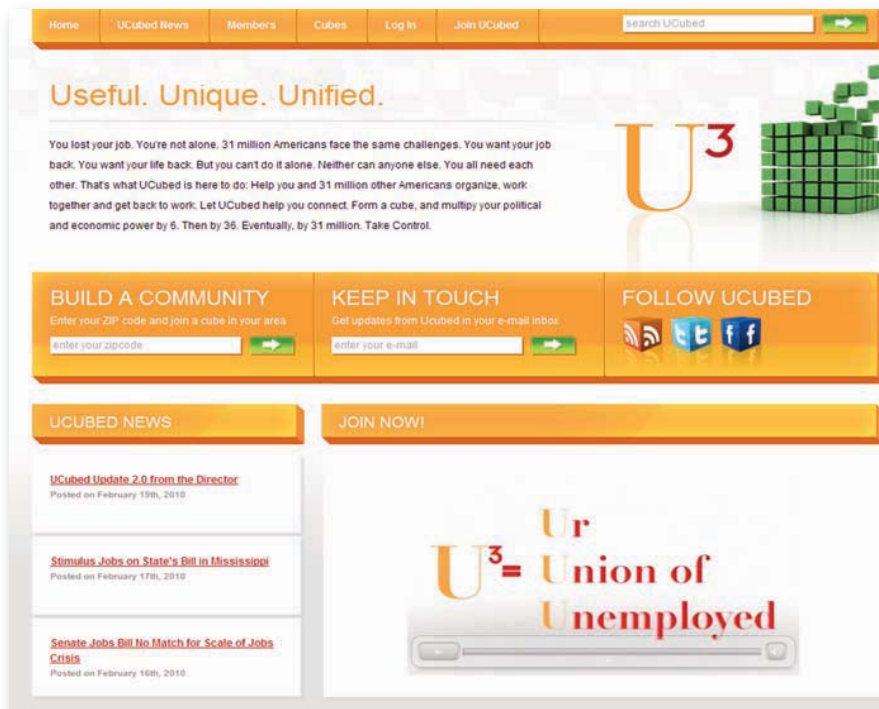 Home UCubed News Members Cubes Log In Join UCubed search UCubed
Useful. Unique. Unified.
You lost your job. You're not alone. 31 million Americans face the same challenges. You want your job
back. You want your life back. But you can't do it alone. Neither can anyone else. You all need each
other. That's what UCubed is here to do: Help you and 31 million other Americans organize, work
together and get back to work. Let UCubed help you connect. Form a cube, and multipy your political
and economic power by 6. Then by 36. Eventually, by 31 million. Take Control.
U3
BUILD A COMMUNITY
Enter your ZIP code and join a cube in your area
enter your zipcode
KEEP IN TOUCH
Get updates from Ucubed in your e-mail inbox
enter your e-mail
FOLLOW UCUBED
UCUBED NEWS
UCubed Update 2.0 from the Director
Posted on February 19th, 2010
Stimulus Jobs on State's Bill in Mississippi
Posted on February 17th, 2010
Senate Jobs Bill No Match for Scale of Jobs
Crisis
Posted on February 16th, 2010
JOIN NOW!
U3=
Ur
Union of
Unemployed